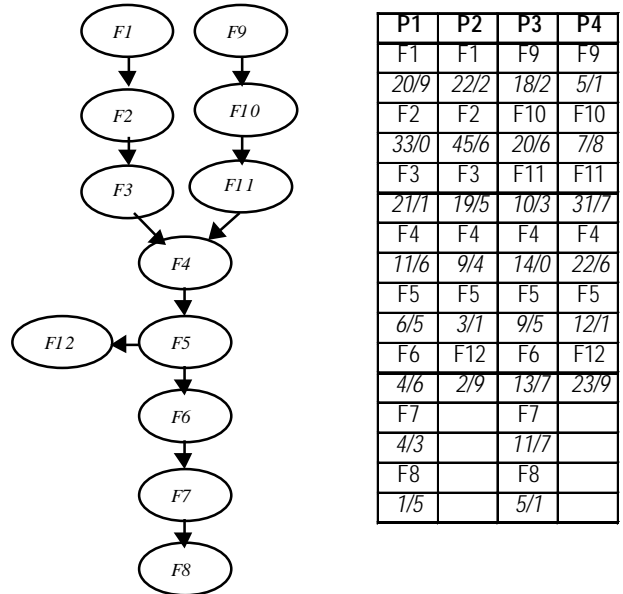 F1 F9
F2 F10
F3 F11
F4
F12 F5
F6
F7
F8
P1 P2 P3 P4
F1 F1 F9 F9
20/9 22/2 18/2 5/1
F2 F2 F10 F10
33/0 45/6 20/6 7/8
F3 F3 F11 F11
21/1 19/5 10/3 31/7
F4 F4 F4 F4
11/6 9/4 14/0 22/6
F5 F5 F5 F5
6/5 3/1 9/5 12/1
F6 F12 F6 F12
4/6 2/9 13/7 23/9
F7 F7
4/3 11/7
F8 F8
1/5 5/1